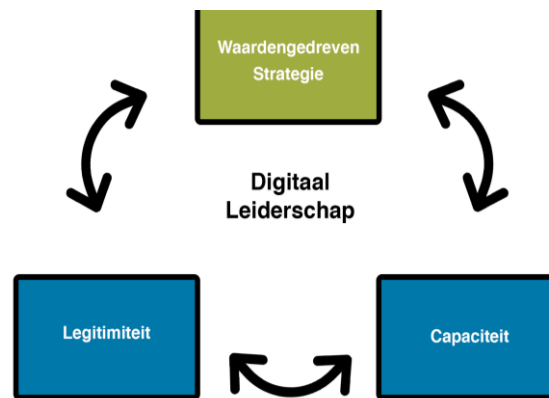 Waardengedreven
Strategie
Digitaal
Leiderschap
Legitimiteit
Capaciteit